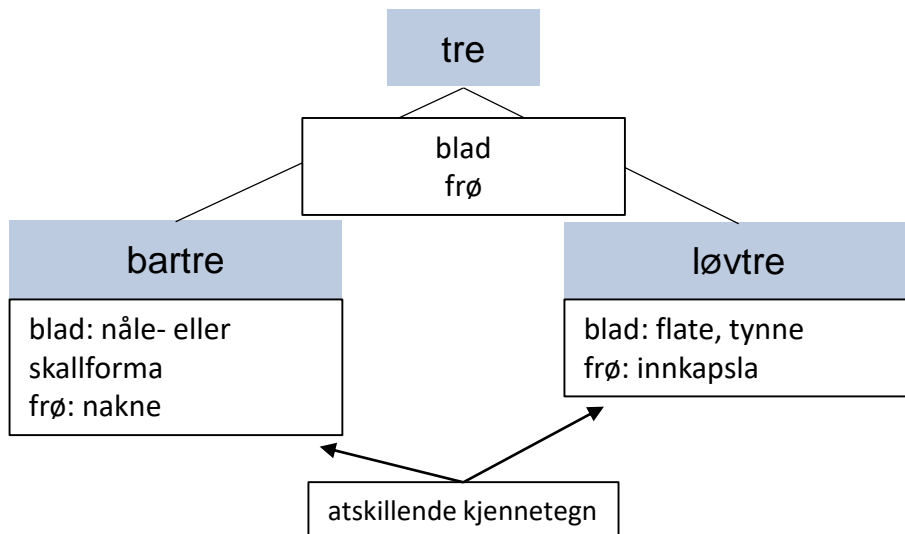 tre
blad
frø
bartre
løvtre
blad: nåle- eller
skallforma
frø: nakne
blad: flate, tynne
frø: innkapsla
atskillende kjennetegn